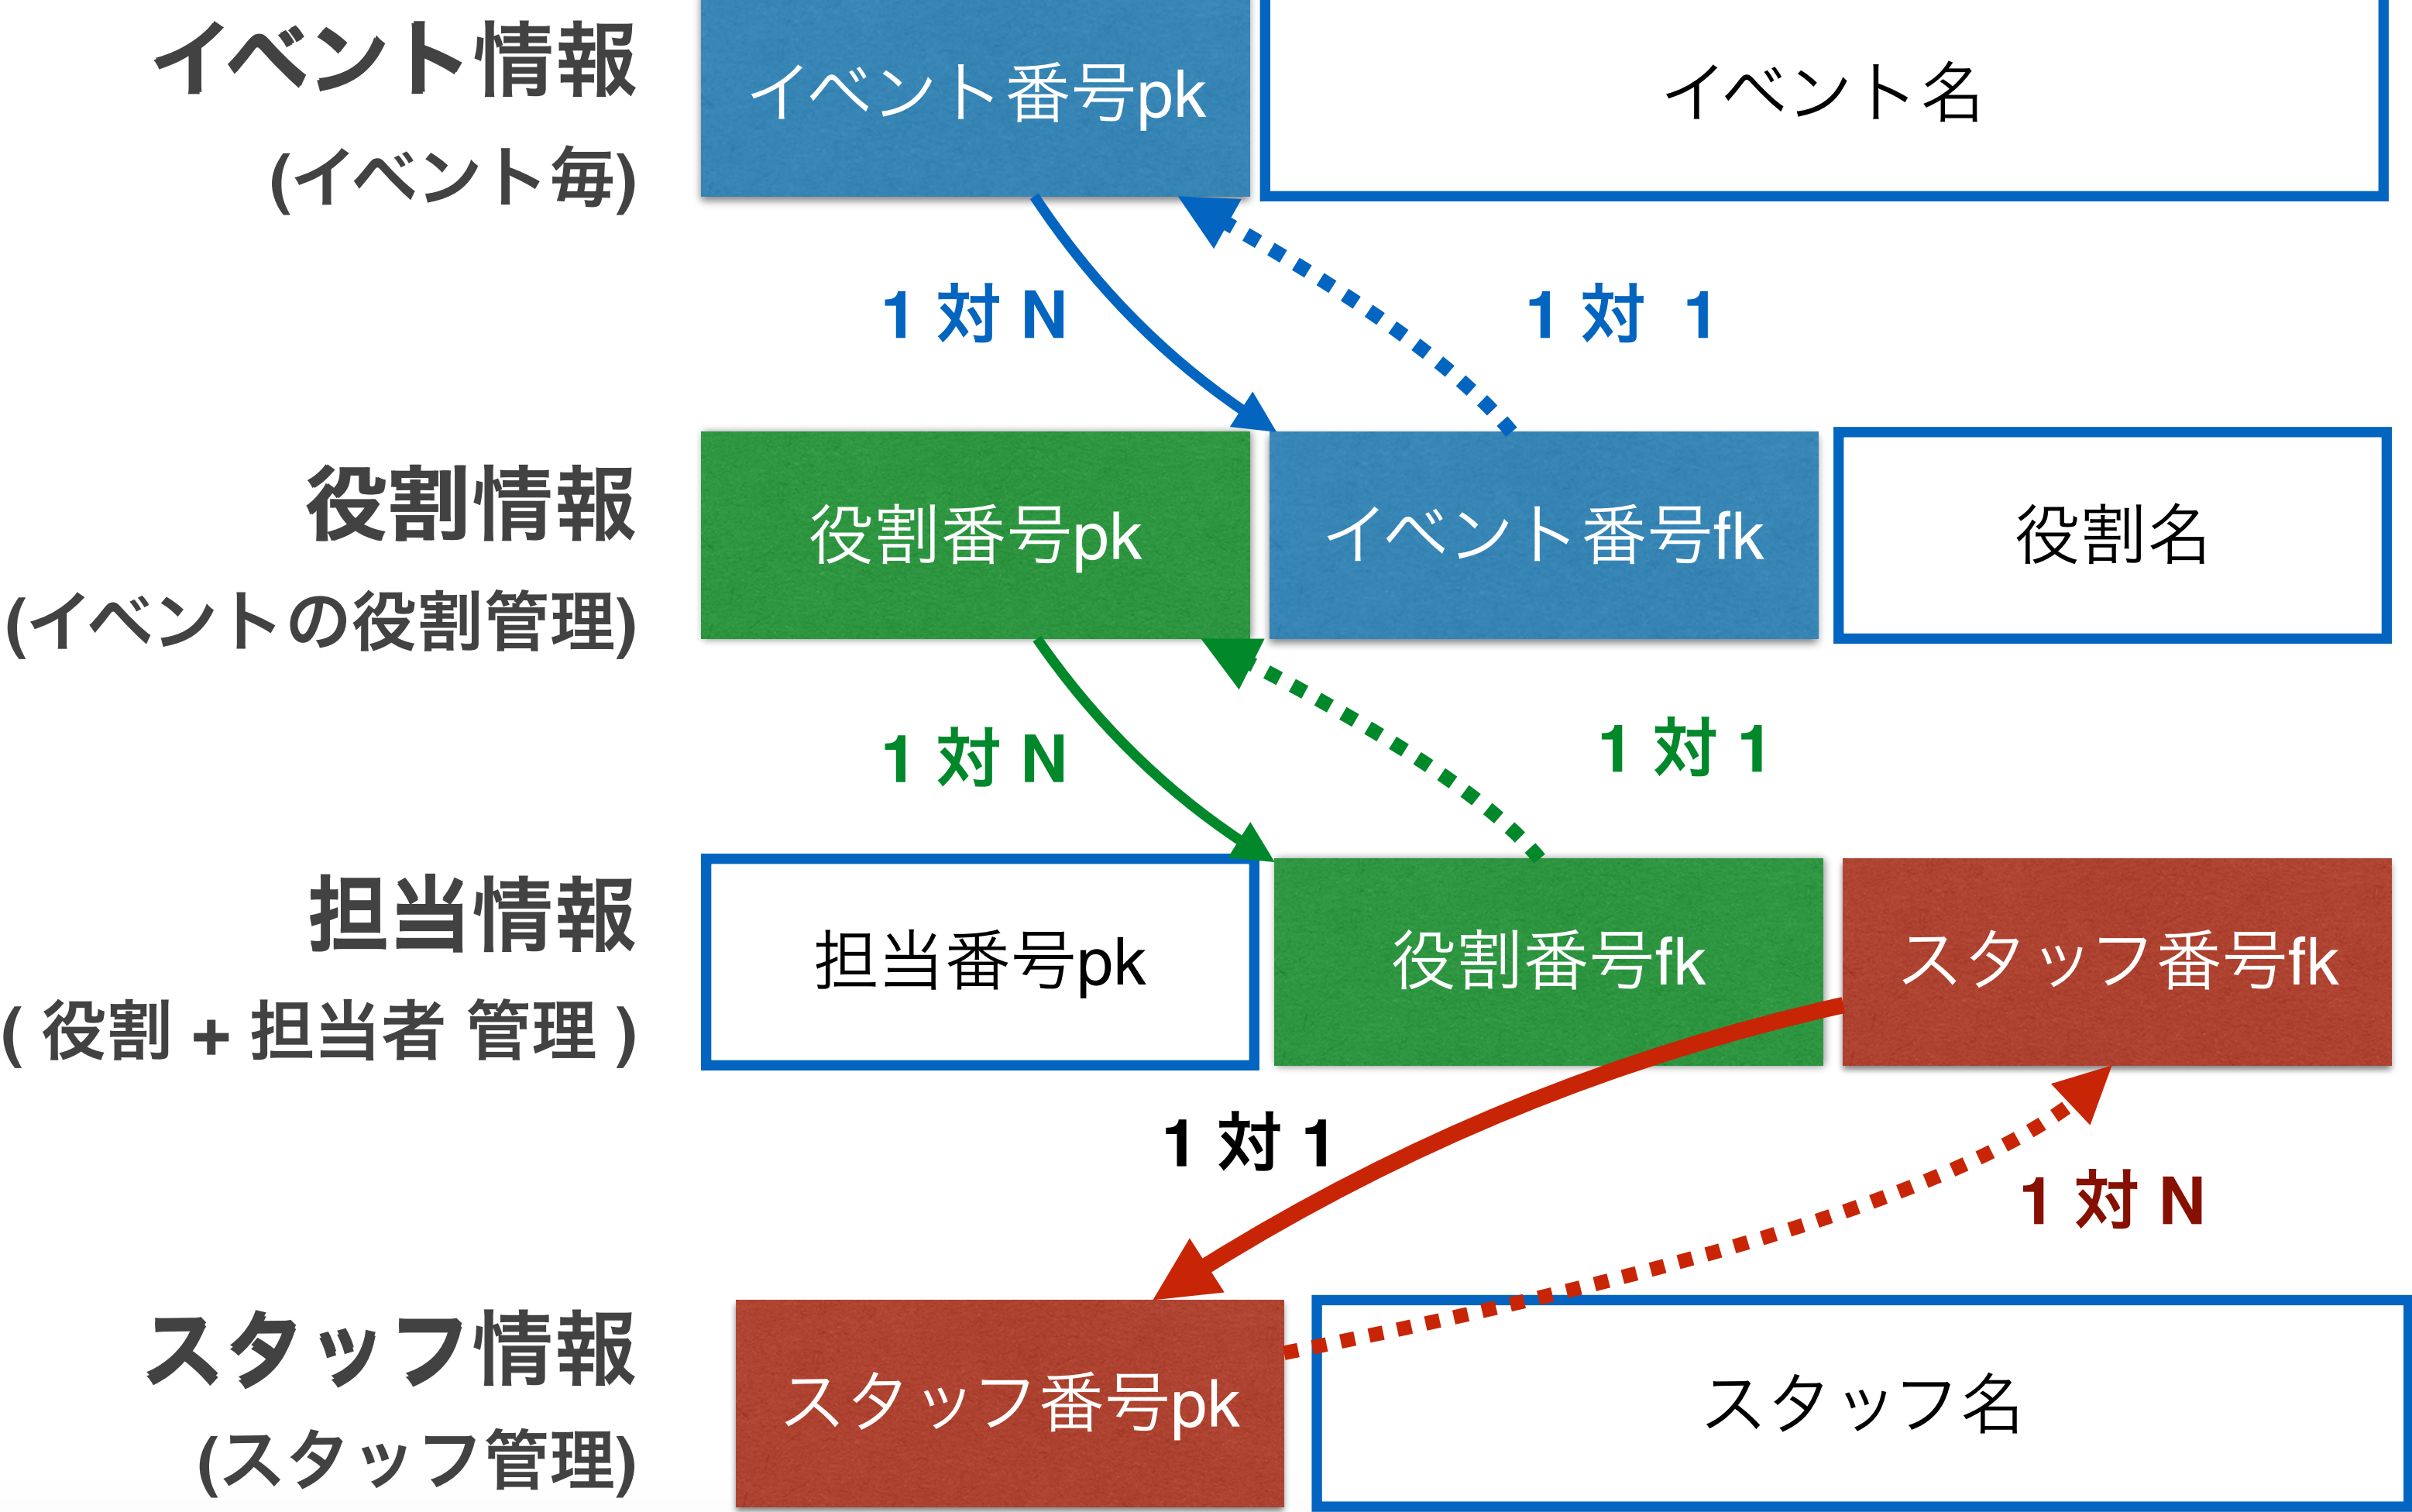 イベント情報
(イベント毎)
イベント番号pk
イベント名
1 対 N
1 対 1
役割情報
(イベントの役割管理)
役割番号pk
イベント番号fk
役割名
1 対 N
1 対 1
担当情報
( 役割 + 担当者 管理 )
担当番号pk
役割番号fk
スタッフ番号fk
1 対 1
1 対 N
スタッフ情報
(スタッフ管理)
スタッフ番号pk
スタッフ名